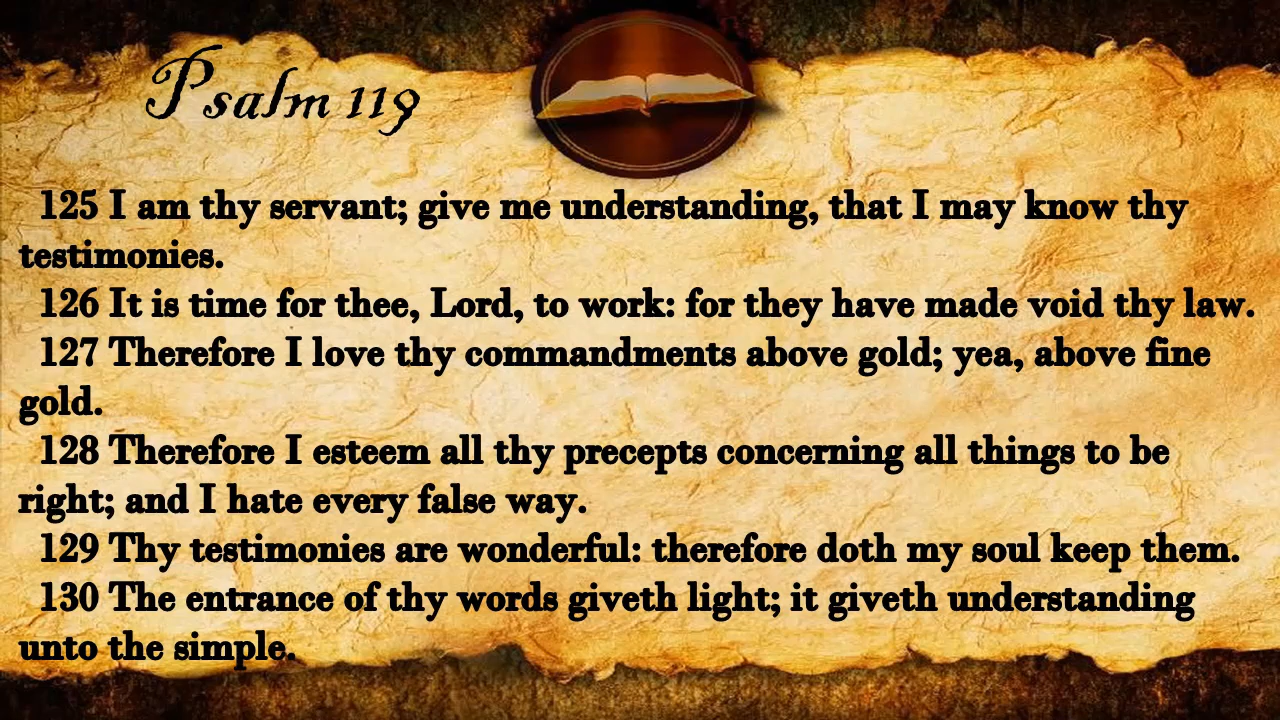 Psalm 119
125 I am thy servant; give me understanding, that I may know thy
testimonies.
126 It is time for thee, Lord, to work: for they have made void thy law.
127 Therefore I love thy commandments above gold; yea, above fine
gold.
128 Therefore I esteem all thy precepts concerning all things to be
right; and I hate every false way.
129 Thy testimonies are wonderful: therefore doth my soul keep them.
130 The entrance of thy words giveth light; it giveth understanding
unto the simple.